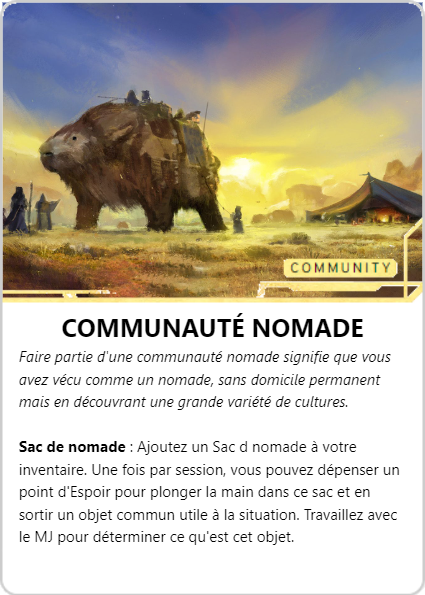 COMMUNITY
COMMUNAUTÉ NOMADE
Faire partie d'une communauté nomade signifie que vous
avez vécu comme un nomade, sans domicile permanent
mais en découvrant une grande variété de cultures.
Sac de nomade : Ajoutez un Sac d nomade à votre
inventaire. Une fois par session, vous pouvez dépenser un
point d'Espoir pour plonger la main dans ce sac et en
sortir un objet commun utile à la situation. Travaillez avec
le MJ pour déterminer ce qu'est cet objet.